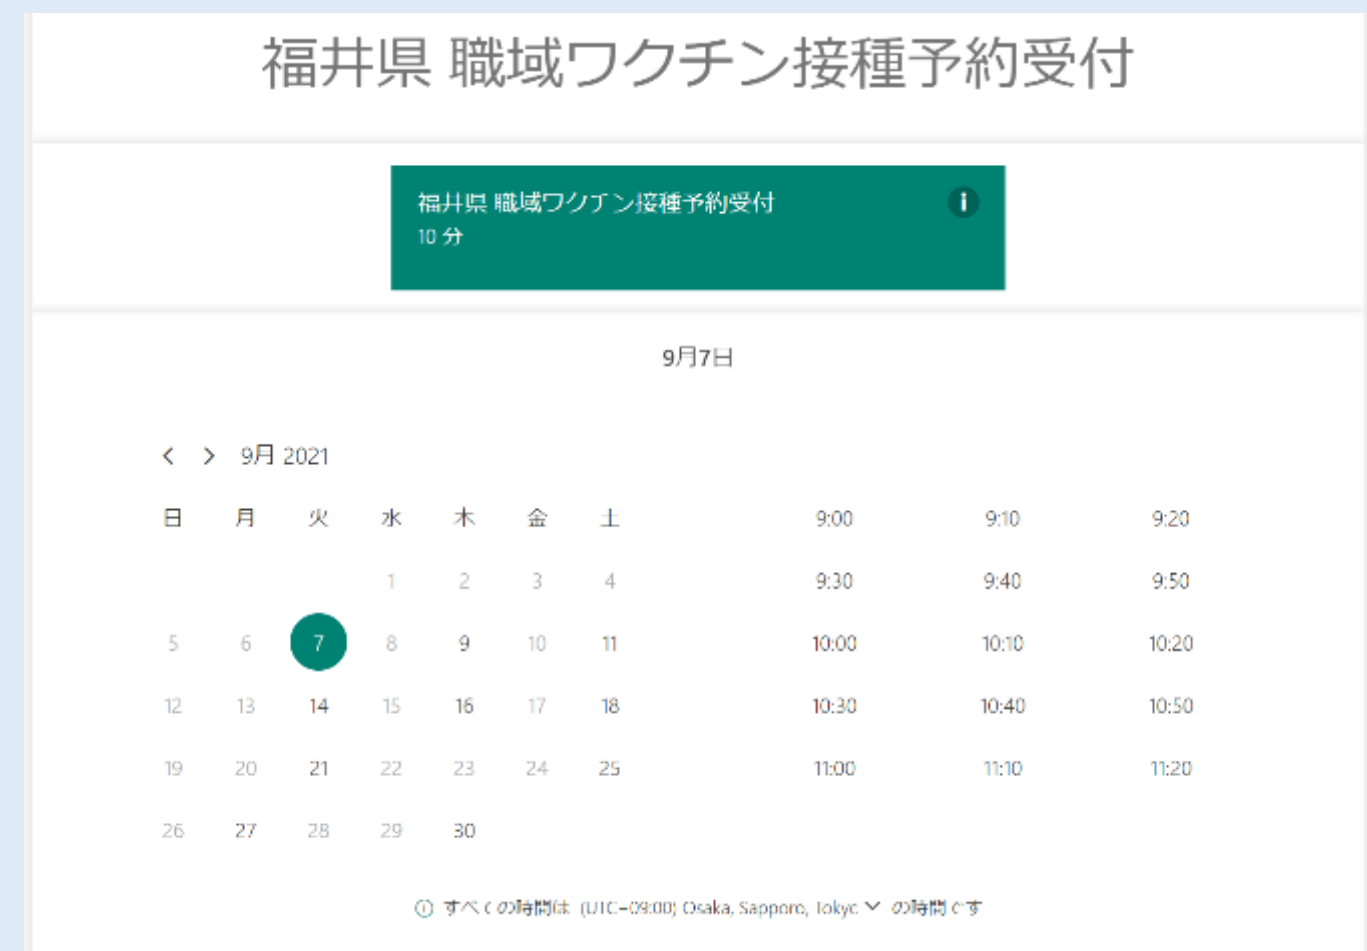 福井県 職域ワクチン接種予約受付
福井県 職域ワクチン接種予約受付
10 分
9月7日
9月 2021
日 月 火 水 木 金 土
1 2 3 4
5 6 7 8 9 10 11
12 13 14 15 16 17 18
19 20 21 22 23 24 25
26 27 28 29 30
9:00 9:10 9:20
9:30 9:40 9:50
10:00 10:10 10:20
10:30 10:40 10:50
11:00 11:10 11:20
すべての時間は (UTC+09:00) Osaka, Sapporo, Tokyo の時間です